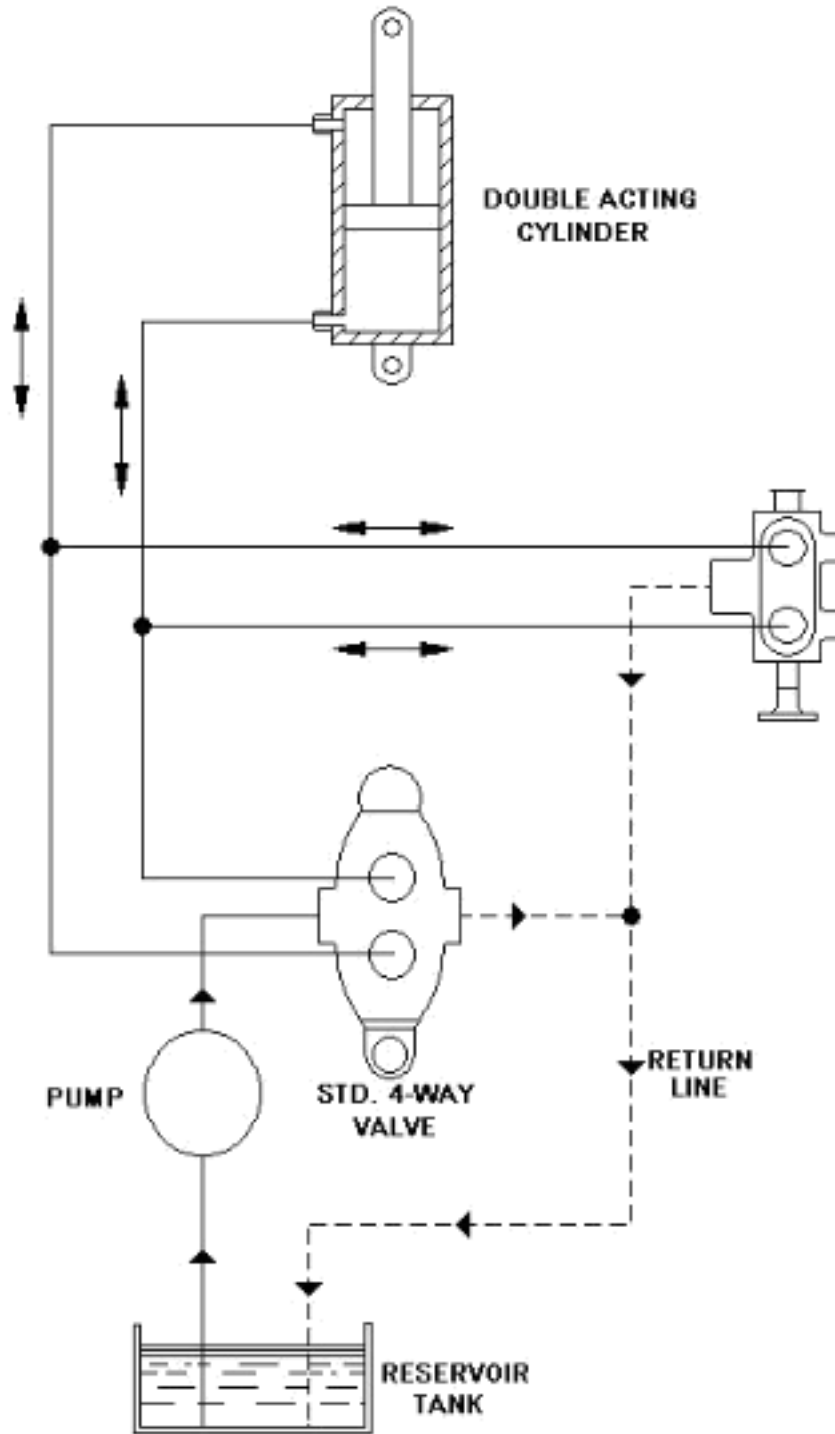 DOUBLE ACTING
CYLINDER
PUMP
STD. 4-WAY
VALVE
RETURN
LINE
RESERVOIR
TANK